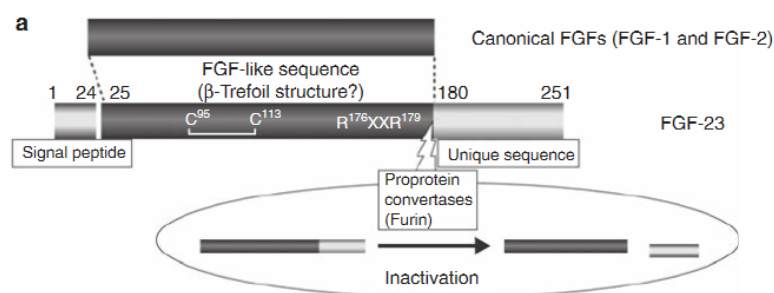 a
Canonical FGFs (FGF-1 and FGF-2)
FGF-like sequence
(β-Trefoil structure?)
1 24 25 180 251
C95 C113 R176XXR179
FGF-23
Signal peptide
Unique sequence
Proprotein
convertases
(Furin)
Inactivation